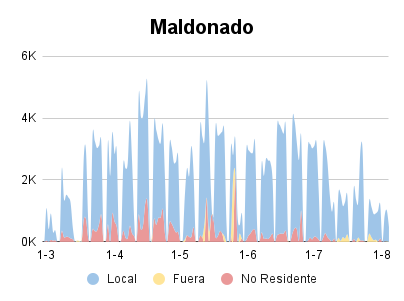 Maldonado
6K
4K
2K
0K
1-3 1-4 1-5 1-6 1-7 1-8
Local Fuera No Residente